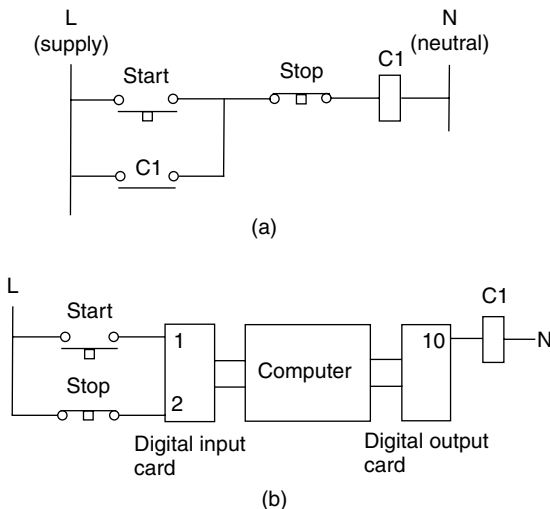 L
(supply)
N
(neutral)
Start
Stop
C1
C1
(a)
L
Start
Stop
1
2
Digital input
card
Computer
10
Digital output
card
C1
N
(b)